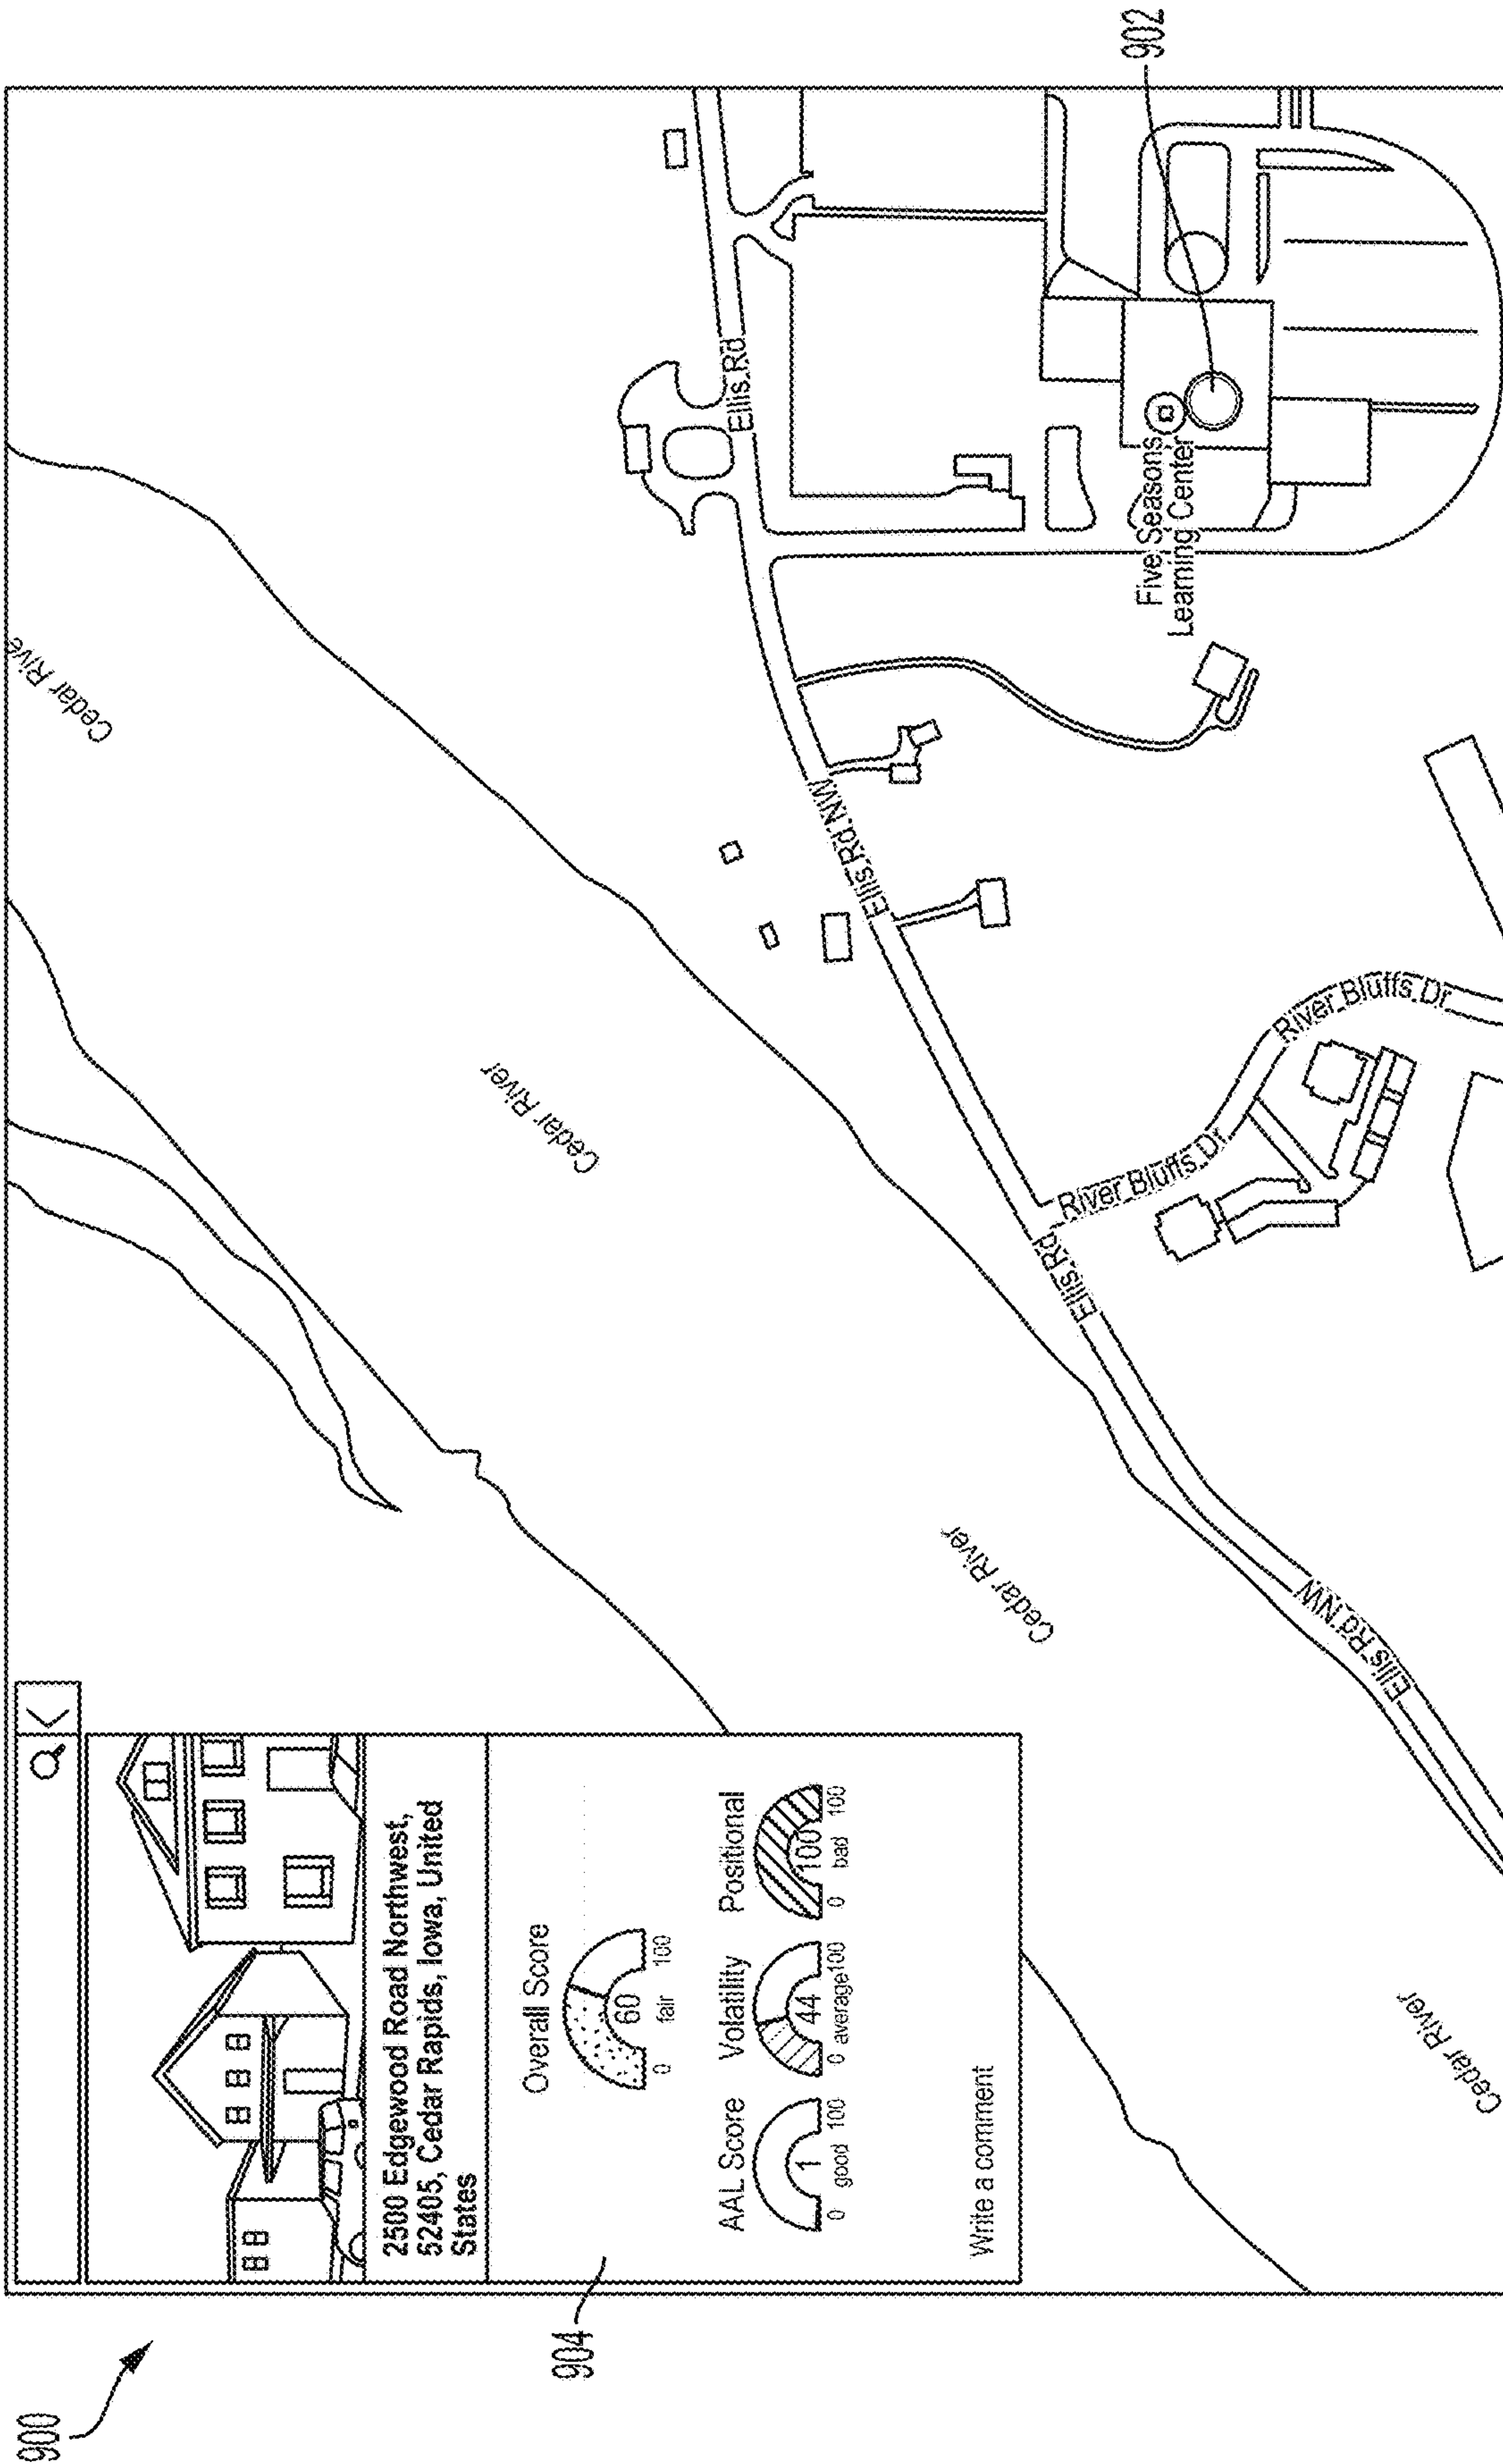 900
902
904
2500 Edgewood Road Northwest,
52405, Cedar Rapids, Iowa, United
States
Overall Score
60
0 fair 100
AAL Score
1
0 good 100
Volatility
44
0 average 100
Positional
100
0 bad 100
Write a comment
Cedar Rive
Cedar River
Cedar River
Cedar River
Ellis Rd
Ellis Rd NW
Ellis Rd
Ellis Rd NW
River Bluffs Dr
River Bluffs Dr
Five Seasons
Learning Center